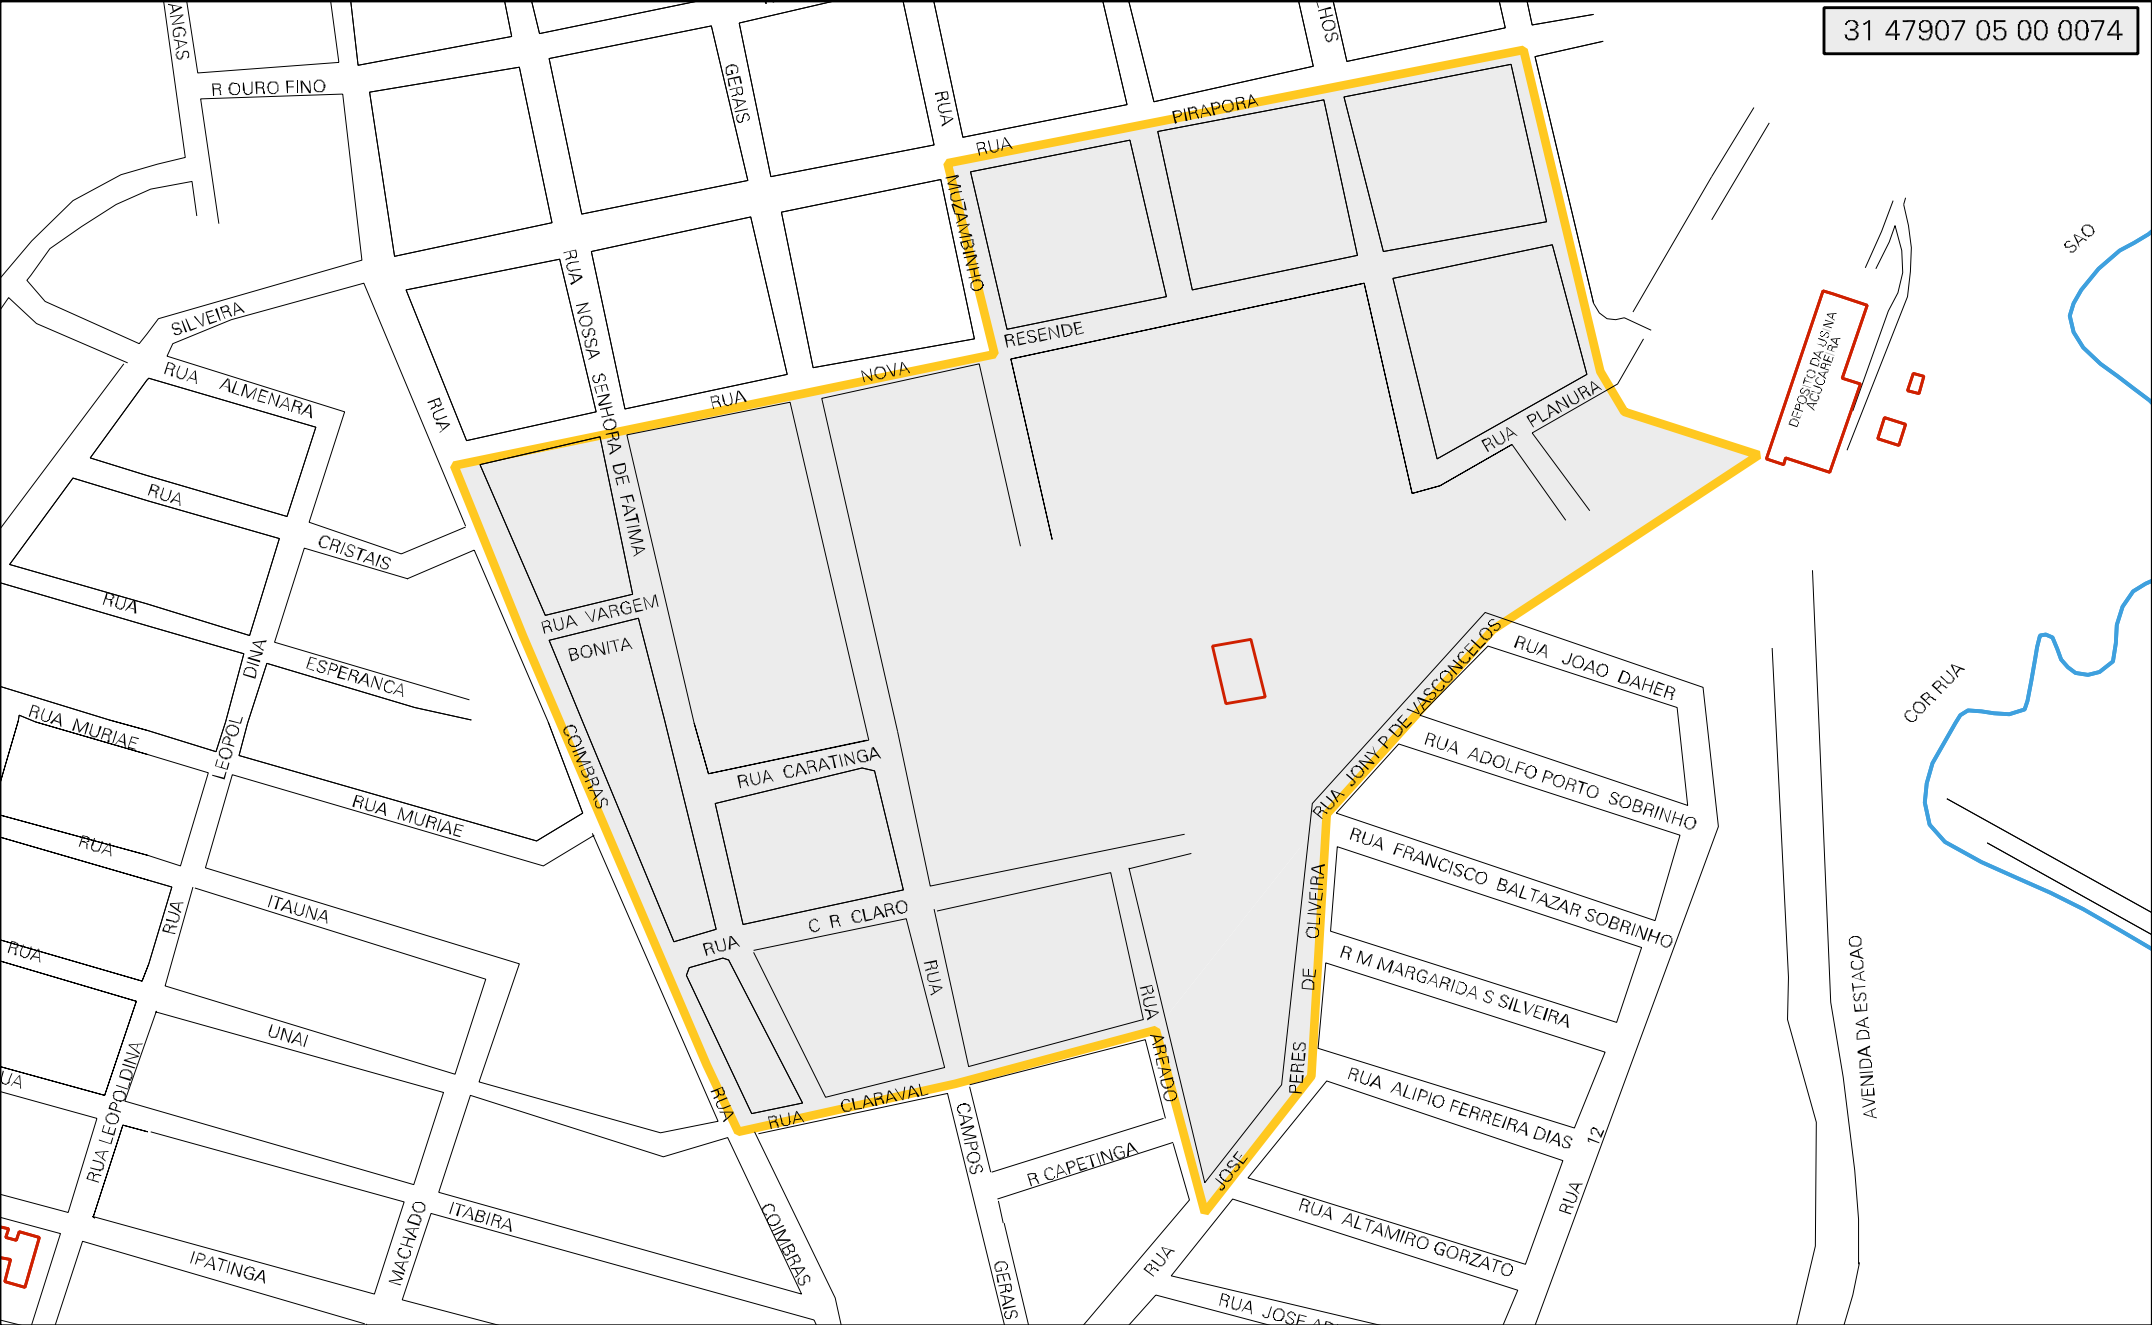 31 47907 05 00 0074
ANGAS
LHOS
R OURO FINO
GERAIS
RUA
PIRAPORA
RUA
MUZAMBINHO
SAO
SILVEIRA
RUA NOSSA SENHORA DE FATIMA
RESENDE
NOVA
RUA
DEPOSITO DA USINA
ACUCAREIRA
RUA ALMENARA
RUA
RUA PLANURA
RUA
CRISTAIS
RUA
RUA VARGEM
BONITA
ESPERANCA
LEOPOL DINA
RUA
RUA JOAO DAHER
RUA JONY P DE VASCONCELOS
COR RUA
RUA MURIAE
COIMBRAS
RUA
RUA CARATINGA
RUA ADOLFO PORTO SOBRINHO
RUA MURIAE
RUA
RUA FRANCISCO BALTAZAR SOBRINHO
ITAUNA
C R CLARO
RUA
RUA
R M MARGARIDA S SILVEIRA
AVENIDA DA ESTACAO
RUA
CAMPOS
GERAIS
RUA
AREADO
UNAI
RUA LEOPOLDINA
UA
RUA
CLARAVAL
RUA
JOSE
PERES
DE
OLIVEIRA
RUA ALIPIO FERREIRA DIAS
RUA 12
R CAPETINGA
ITABIRA
MACHADO
COIMBRAS
RUA ALTAMIRO GORZATO
IPATINGA
RUA JOSE